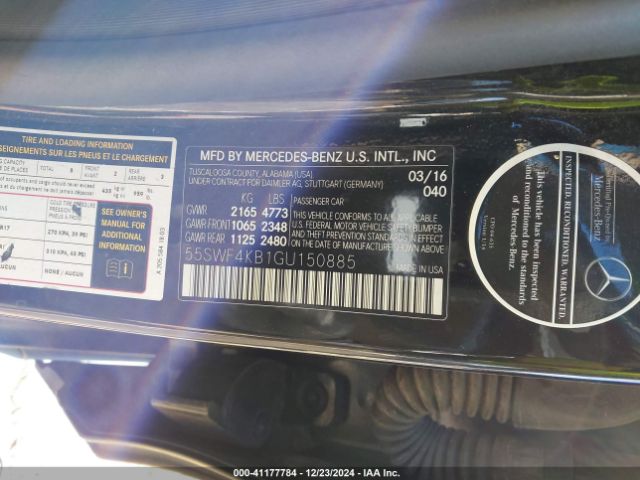 TIRE AND LOADING INFORMATION
RENSEIGNEMENTS SUR LES PNEUS ET LE CHARGEMENT
SEE OWNER'S
MANUAL FOR
ADDITIONAL
INFORMATION
NONE / AUCUN
MFD BY MERCEDES-BENZ U.S. INTL., INC
TUSCALOOSA COUNTY, ALABAMA (USA)
UNDER CONTRACT FOR DAIMLER AG, STUTTGART (GERMANY)
03/16
040
KG LBS PASSENGER CAR
GVWR 2165 4773
GAWR FRONT 1065 2348
GAWR REAR 1125 2480
THIS VEHICLE CONFORMS TO ALL APPLICABLE
U.S. FEDERAL MOTOR VEHICLE SAFETY BUMPER
AND THEFT PREVENTION STANDARDS IN EFFECT
ON THE DATE OF MANUFACTURE SHOWN ABOVE
55SWF4KB1GU150885
This vehicle has been inspected
and reconditioned to the standards
of Mercedes-Benz.
INSPECTED. RECONDITIONED. WARRANTED.
Mercedes-Benz
000-41177784 - 12/23/2024 - IAA Inc.